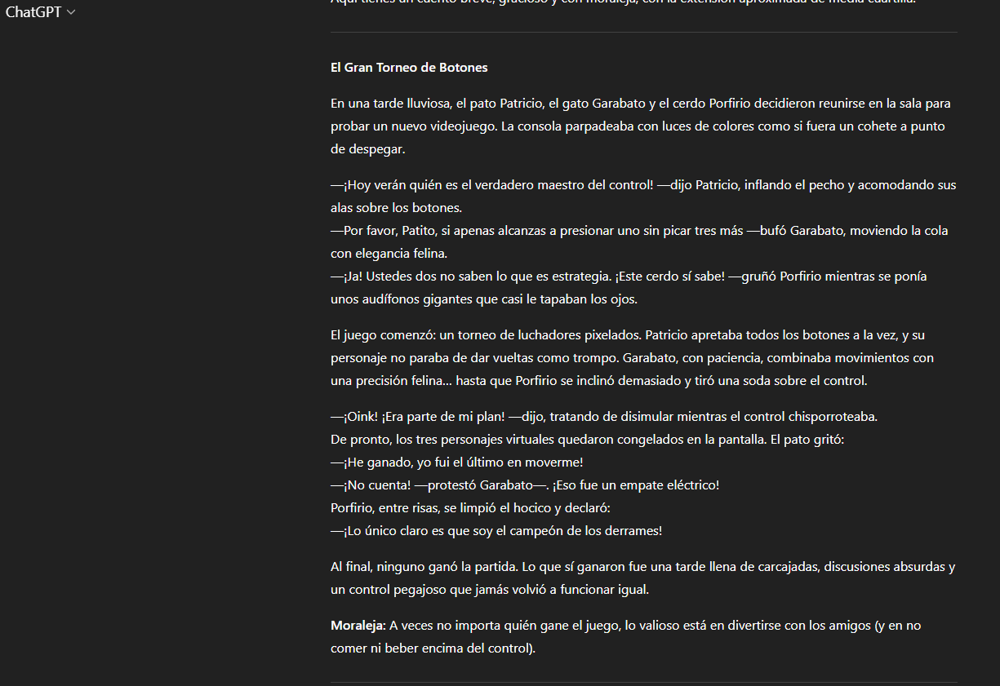 ChatGPT
Aquí tienes un cuento breve, gracioso y con moraleja, con la extensión aproximada de media cuartilla.
El Gran Torneo de Botones
En una tarde lluviosa, el pato Patricio, el gato Garabato y el cerdo Porfirio decidieron reunirse en la sala para
probar un nuevo videojuego. La consola parpadeaba con luces de colores como si fuera un cohete a punto
de despegar.
—¡Hoy verán quién es el verdadero maestro del control! —dijo Patricio, inflando el pecho y acomodando sus
alas sobre los botones.
—Por favor, Patito, si apenas alcanzas a presionar uno sin picar tres más —bufó Garabato, moviendo la cola
con elegancia felina.
—¡Ja! Ustedes dos no saben lo que es estrategia. ¡Este cerdo sí sabe! —gruñó Porfirio mientras se ponía
unos audífonos gigantes que casi le tapaban los ojos.
El juego comenzó: un torneo de luchadores pixelados. Patricio apretaba todos los botones a la vez, y su
personaje no paraba de dar vueltas como trompo. Garabato, con paciencia, combinaba movimientos con
una precisión felina... hasta que Porfirio se inclinó demasiado y tiró una soda sobre el control.
—¡Oink! ¡Era parte de mi plan! —dijo, tratando de disimular mientras el control chisporroteaba.
De pronto, los tres personajes virtuales quedaron congelados en la pantalla. El pato gritó:
—¡He ganado, yo fui el último en moverme!
—¡No cuenta! —protestó Garabato—. ¡Eso fue un empate eléctrico!
Porfirio, entre risas, se limpió el hocico y declaró:
—¡Lo único claro es que soy el campeón de los derrames!
Al final, ninguno ganó la partida. Lo que sí ganaron fue una tarde llena de carcajadas, discusiones absurdas y
un control pegajoso que jamás volvió a funcionar igual.
Moraleja: A veces no importa quién gane el juego, lo valioso está en divertirse con los amigos (y en no
comer ni beber encima del control).